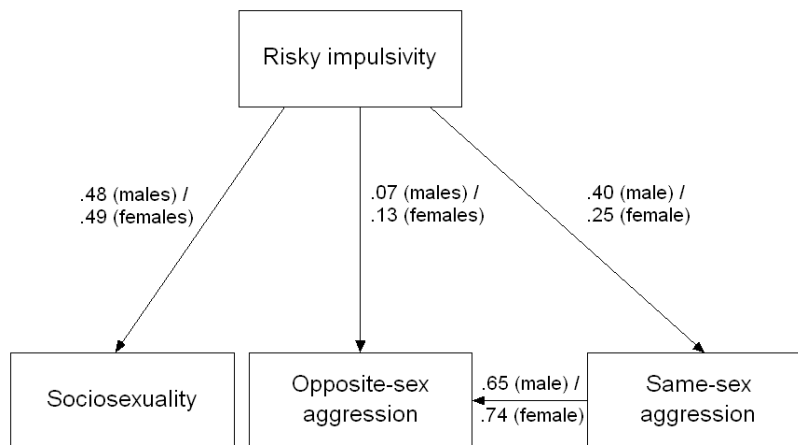 Risky impulsivity
.48 (males) /
.49 (females)
.07 (males) /
.13 (females)
.40 (male) /
.25 (female)
Sociosexuality
Opposite-sex
aggression
.65 (male) /
.74 (female)
Same-sex
aggression